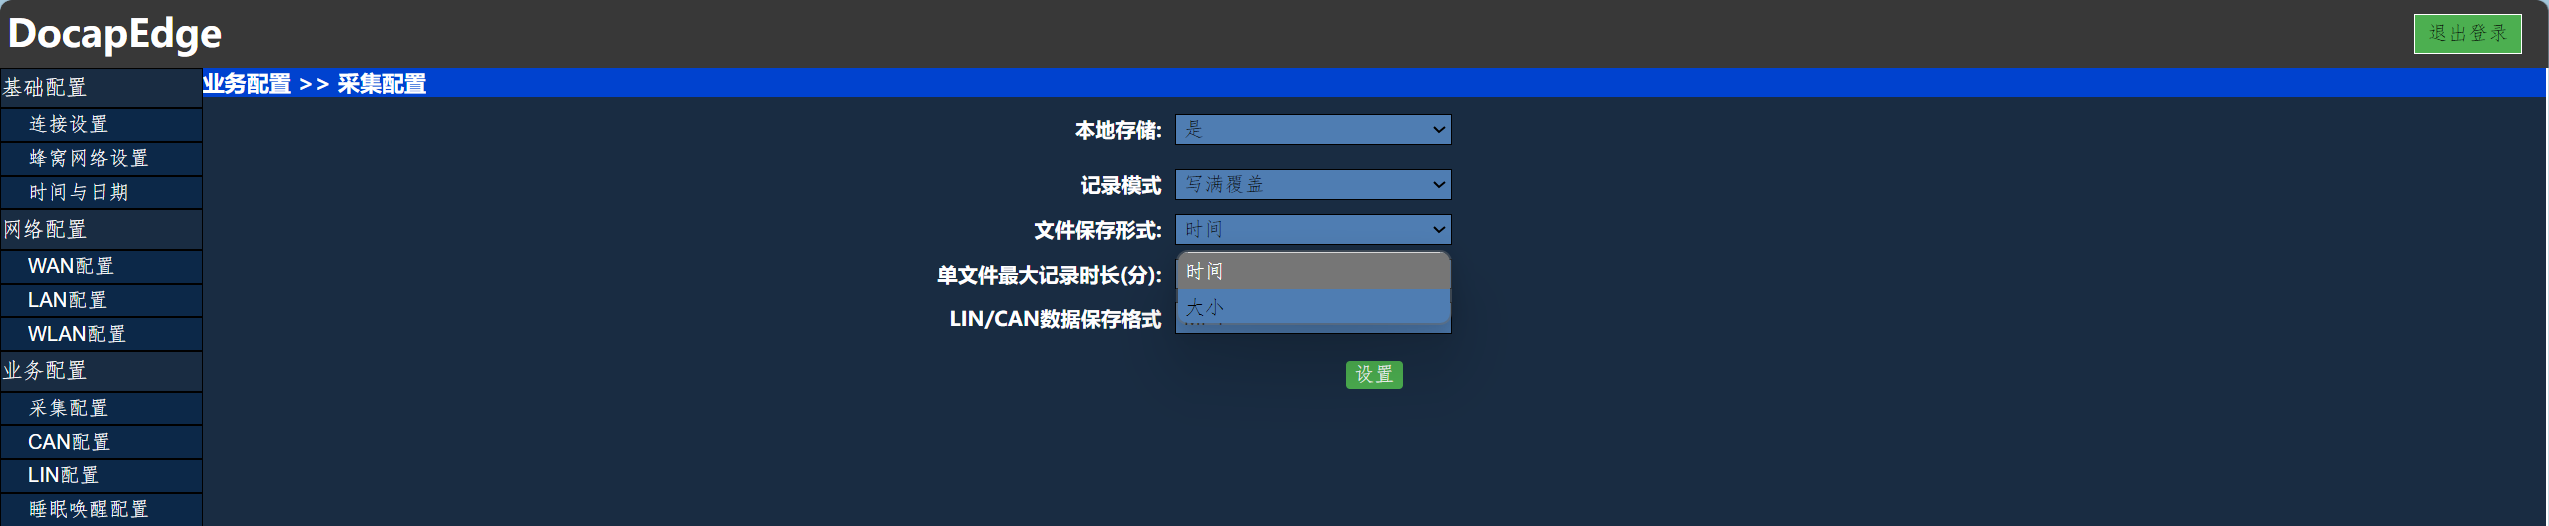 DocapEdge
退出登录
基础配置
连接设置
蜂窝网络设置
时间与日期
网络配置
WAN配置
LAN配置
WLAN配置
业务配置
采集配置
CAN配置
LIN配置
睡眠唤醒配置
业务配置 >> 采集配置
本地存储: 是
记录模式 写满覆盖
文件保存形式: 时间
时间
大小
单文件最大记录时长(分):
LIN/CAN数据保存格式
设置